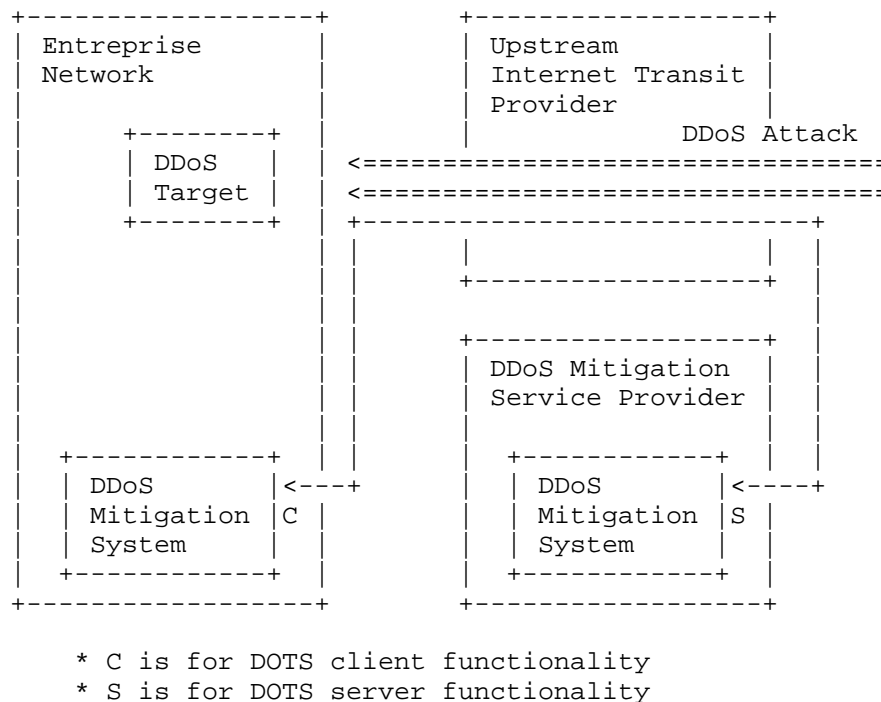 Entreprise
Network
Upstream
Internet Transit
Provider
DDoS Attack
DDoS
Target
DDoS Mitigation
Service Provider
DDoS
Mitigation
System
C
DDoS
Mitigation
System
S
* C is for DOTS client functionality
* S is for DOTS server functionality